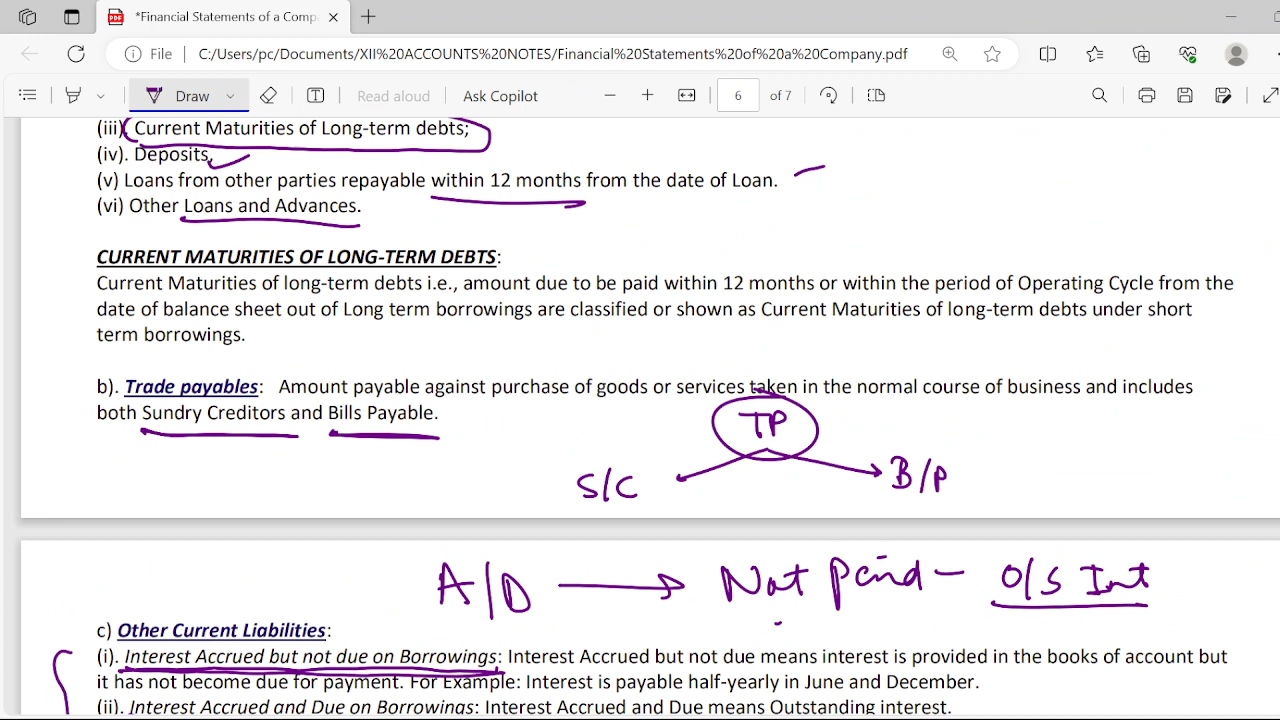 *Financial Statements of a Comp
File C:/Users/pc/Documents/XII%20ACCOUNTS%20NOTES/Financial%20Statements%20of%20a%20Company.pdf
Draw Read aloud Ask Copilot 6 of 7
(iii) Current Maturities of Long-term debts;
(iv). Deposits,
(v) Loans from other parties repayable within 12 months from the date of Loan.
(vi) Other Loans and Advances.
CURRENT MATURITIES OF LONG-TERM DEBTS:
Current Maturities of long-term debts i.e., amount due to be paid within 12 months or within the period of Operating Cycle from the
date of balance sheet out of Long term borrowings are classified or shown as Current Maturities of long-term debts under short
term borrowings.
b). Trade payables: Amount payable against purchase of goods or services taken in the normal course of business and includes
both Sundry Creditors and Bills Payable.
TP
S/C B/P
A/D Not paid - O/S Int
c) Other Current Liabilities:
(i). Interest Accrued but not due on Borrowings: Interest Accrued but not due means interest is provided in the books of account but
it has not become due for payment. For Example: Interest is payable half-yearly in June and December.
(ii). Interest Accrued and Due on Borrowings: Interest Accrued and Due means Outstanding interest.